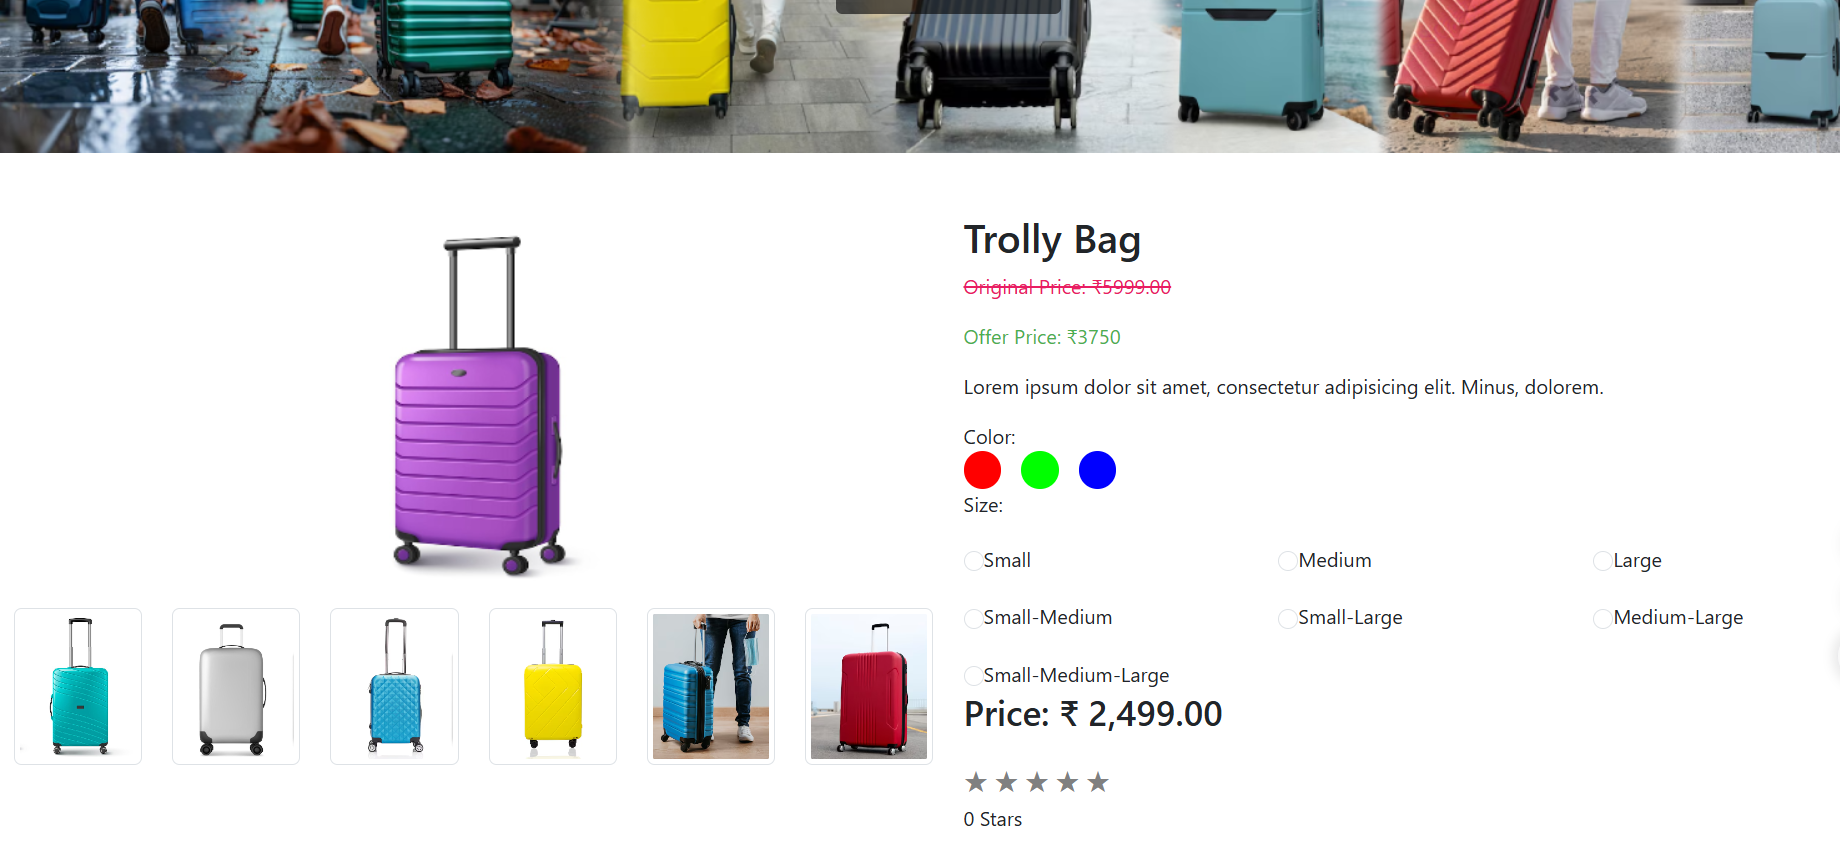 Trolly Bag
Original Price: ₹5999.00
Offer Price: ₹3750
Lorem ipsum dolor sit amet, consectetur adipisicing elit. Minus, dolorem.
Color:
Size:
Small
Medium
Large
Small-Medium
Small-Large
Medium-Large
Small-Medium-Large
Price: ₹ 2,499.00
★ ★ ★ ★ ★
0 Stars